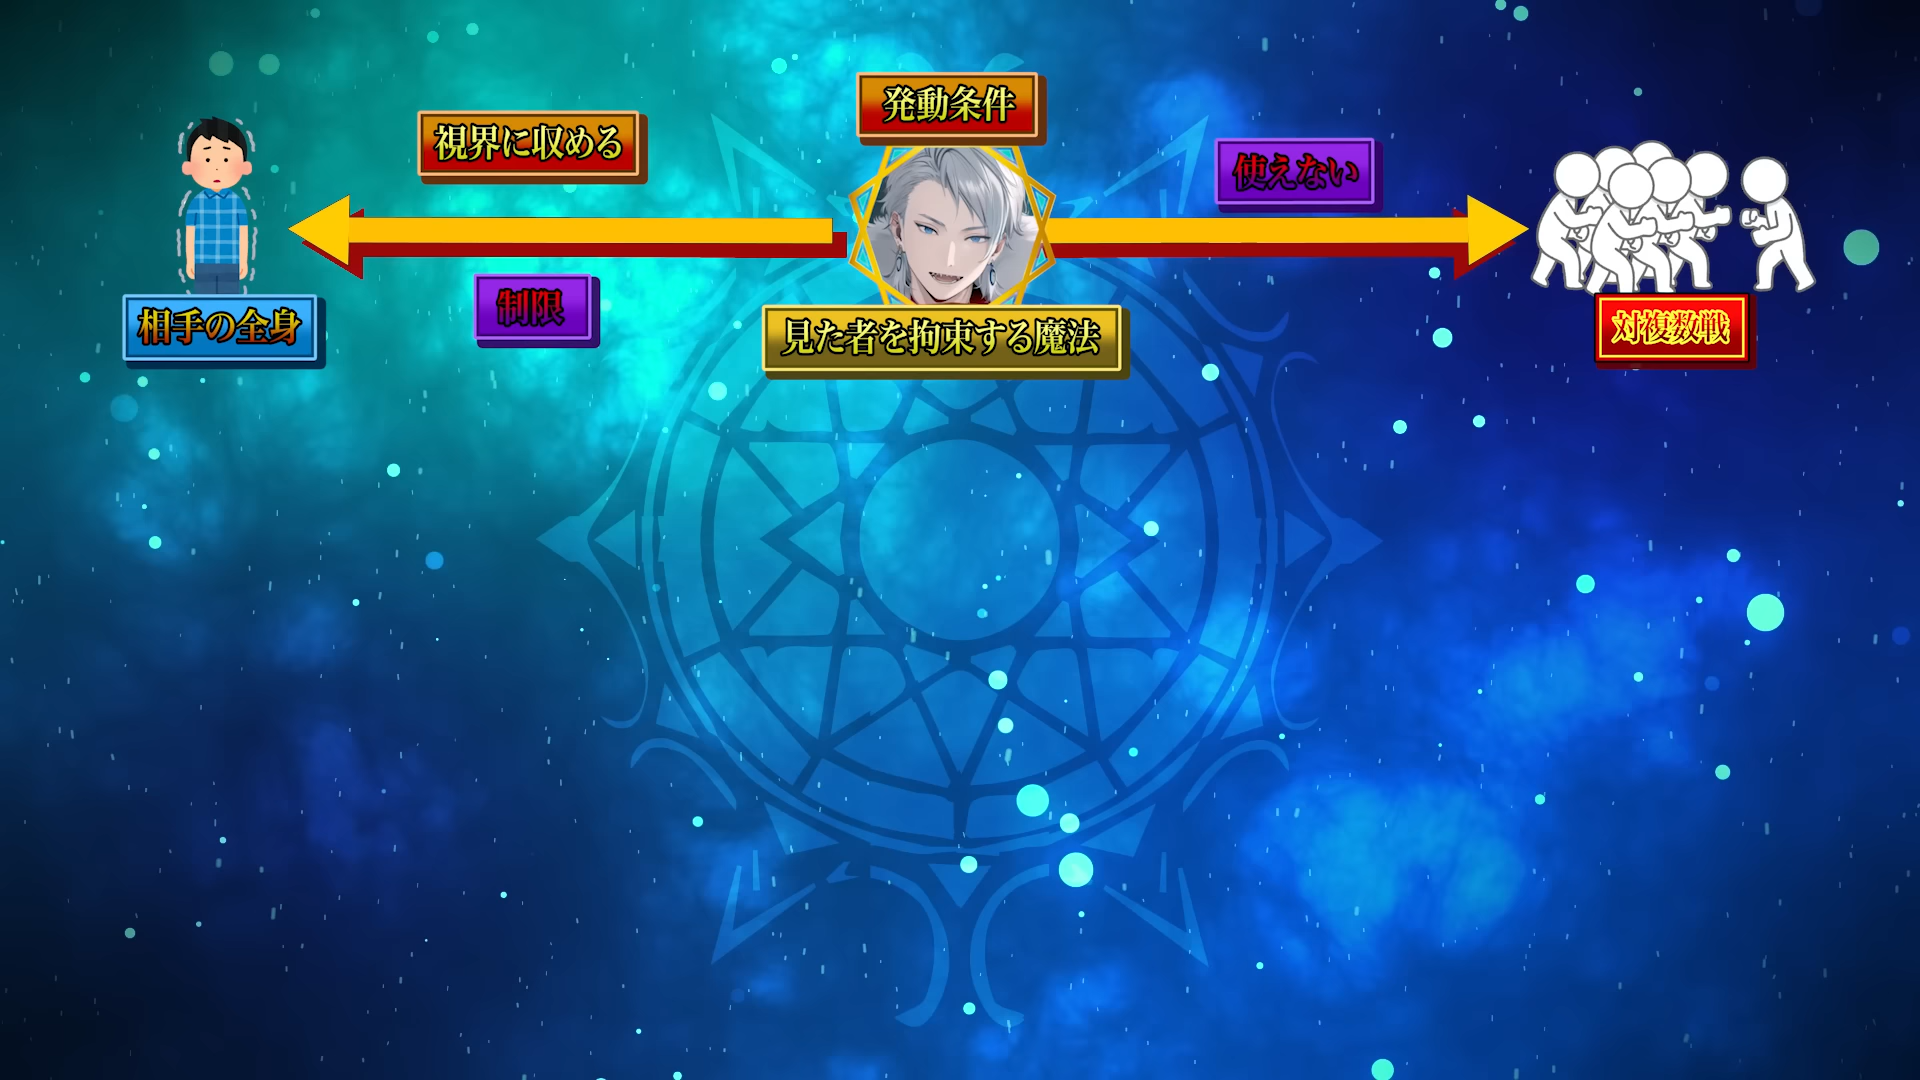 発動条件
視界に収める
使えない
制限
相手の全身
見た者を拘束する魔法
対複数戦